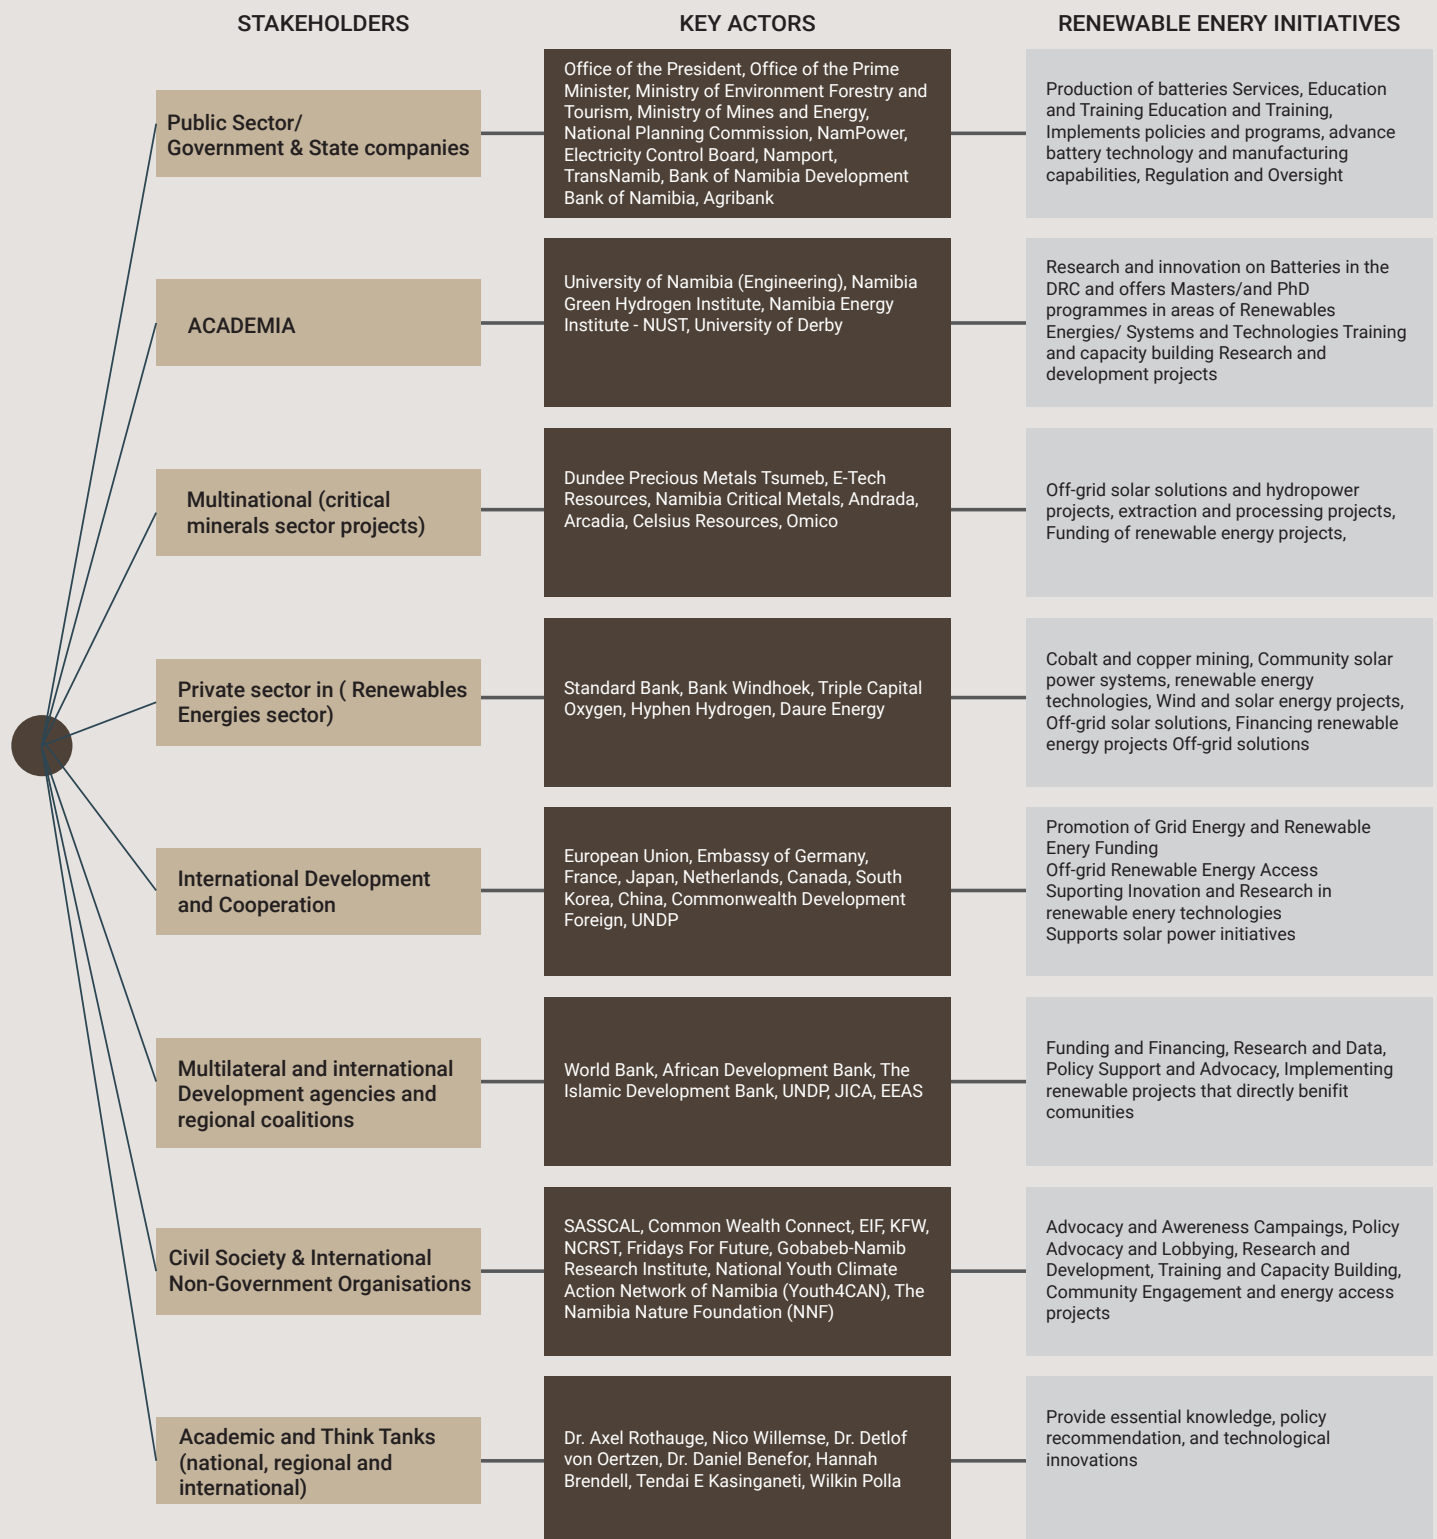 STAKEHOLDERS
KEY ACTORS
RENEWABLE ENERY INITIATIVES
Public Sector/
Government & State companies
Office of the President, Office of the Prime
Minister, Ministry of Environment Forestry and
Tourism, Ministry of Mines and Energy,
National Planning Commission, NamPower,
Electricity Control Board, Namport,
TransNamib, Bank of Namibia Development
Bank of Namibia, Agribank
Production of batteries Services, Education
and Training Education and Training,
Implements policies and programs, advance
battery technology and manufacturing
capabilities, Regulation and Oversight
ACADEMIA
University of Namibia (Engineering), Namibia
Green Hydrogen Institute, Namibia Energy
Institute - NUST, University of Derby
Research and innovation on Batteries in the
DRC and offers Masters/and PhD
programmes in areas of Renewables
Energies/ Systems and Technologies Training
and capacity building Research and
development projects
Multinational (critical
minerals sector projects)
Dundee Precious Metals Tsumeb, E-Tech
Resources, Namibia Critical Metals, Andrada,
Arcadia, Celsius Resources, Omico
Off-grid solar solutions and hydropower
projects, extraction and processing projects,
Funding of renewable energy projects,
Private sector in ( Renewables
Energies sector)
Standard Bank, Bank Windhoek, Triple Capital
Oxygen, Hyphen Hydrogen, Daure Energy
Cobalt and copper mining, Community solar
power systems, renewable energy
technologies, Wind and solar energy projects,
Off-grid solar solutions, Financing renewable
energy projects Off-grid solutions
International Development
and Cooperation
European Union, Embassy of Germany,
France, Japan, Netherlands, Canada, South
Korea, China, Commonwealth Development
Foreign, UNDP
Promotion of Grid Energy and Renewable
Enery Funding
Off-grid Renewable Energy Access
Suporting Inovation and Research in
renewable enery technologies
Supports solar power initiatives
Multilateral and international
Development agencies and
regional coalitions
World Bank, African Development Bank, The
Islamic Development Bank, UNDP, JICA, EEAS
Funding and Financing, Research and Data,
Policy Support and Advocacy, Implementing
renewable projects that directly benifit
comunities
Civil Society & International
Non-Government Organisations
SASSCAL, Common Wealth Connect, EIF, KFW,
NCRST, Fridays For Future, Gobabeb-Namib
Research Institute, National Youth Climate
Action Network of Namibia (Youth4CAN), The
Namibia Nature Foundation (NNF)
Advocacy and Awereness Campaings, Policy
Advocacy and Lobbying, Research and
Development, Training and Capacity Building,
Community Engagement and energy access
projects
Academic and Think Tanks
(national, regional and
international)
Dr. Axel Rothauge, Nico Willemse, Dr. Detlof
von Oertzen, Dr. Daniel Benefor, Hannah
Brendell, Tendai E Kasinganeti, Wilkin Polla
Provide essential knowledge, policy
recommendation, and technological
innovations